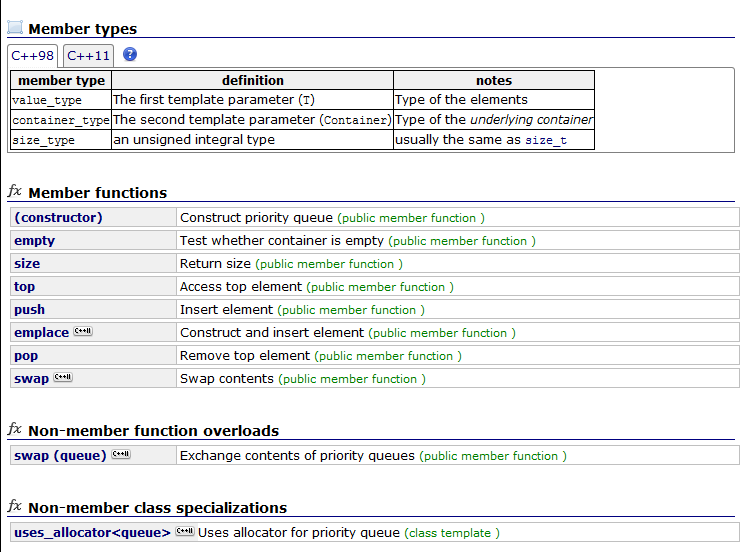 Member types
C++98 C++11 ?
member type definition notes
value_type The first template parameter (T) Type of the elements
container_type The second template parameter (Container) Type of the underlying container
size_type an unsigned integral type usually the same as size_t
fx Member functions
(constructor) Construct priority queue (public member function )
empty Test whether container is empty (public member function )
size Return size (public member function )
top Access top element (public member function )
push Insert element (public member function )
emplace C++11 Construct and insert element (public member function )
pop Remove top element (public member function )
swap C++11 Swap contents (public member function )
fx Non-member function overloads
swap (queue) C++11 Exchange contents of priority queues (public member function )
fx Non-member class specializations
uses_allocator<queue> C++11 Uses allocator for priority queue (class template )